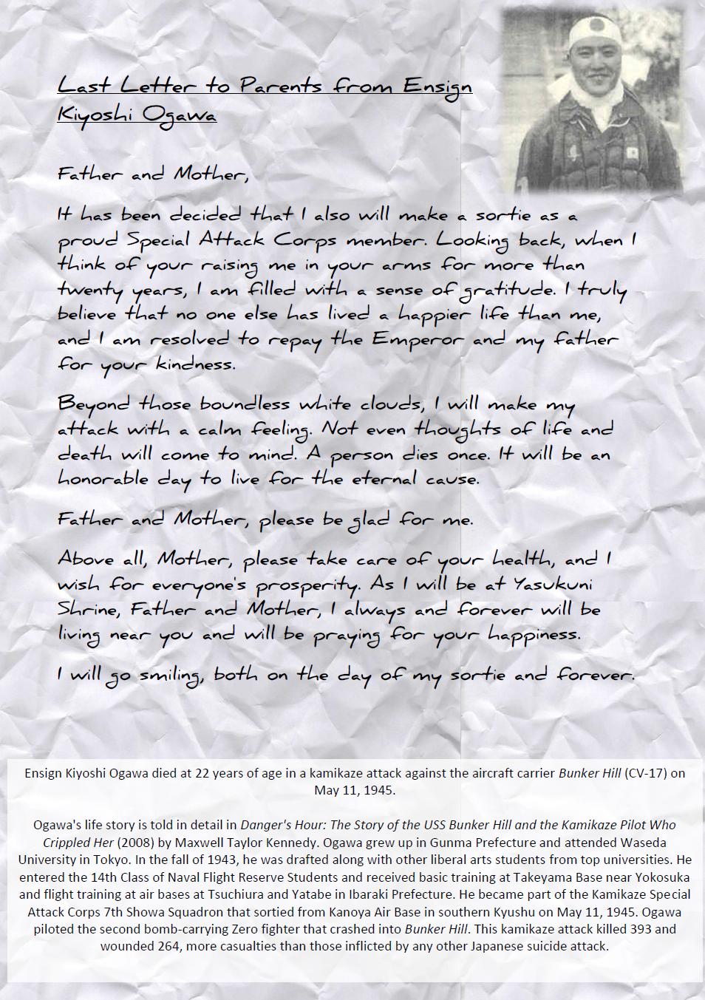 Last Letter to Parents from Ensign
Kiyoshi Ogawa
Father and Mother,
It has been decided that I also will make a sortie as a
proud Special Attack Corps member. Looking back, when I
think of your raising me in your arms for more than
twenty years, I am filled with a sense of gratitude. I truly
believe that no one else has lived a happier life than me,
and I am resolved to repay the Emperor and my father
for your kindness.
Beyond those boundless white clouds, I will make my
attack with a calm feeling. Not even thoughts of life and
death will come to mind. A person dies once. It will be an
honorable day to live for the eternal cause.
Father and Mother, please be glad for me.
Above all, Mother, please take care of your health, and I
wish for everyone's prosperity. As I will be at Yasukuni
Shrine, Father and Mother, I always and forever will be
living near you and will be praying for your happiness.
I will go smiling, both on the day of my sortie and forever.
Ensign Kiyoshi Ogawa died at 22 years of age in a kamikaze attack against the aircraft carrier Bunker Hill (CV-17) on
May 11, 1945.
Ogawa's life story is told in detail in Danger's Hour: The Story of the USS Bunker Hill and the Kamikaze Pilot Who
Crippled Her (2008) by Maxwell Taylor Kennedy. Ogawa grew up in Gunma Prefecture and attended Waseda
University in Tokyo. In the fall of 1943, he was drafted along with other liberal arts students from top universities. He
entered the 14th Class of Naval Flight Reserve Students and received basic training at Takeyama Base near Yokosuka
and flight training at air bases at Tsuchiura and Yatabe in Ibaraki Prefecture. He became part of the Kamikaze Special
Attack Corps 7th Showa Squadron that sortied from Kanoya Air Base in southern Kyushu on May 11, 1945. Ogawa
piloted the second bomb-carrying Zero fighter that crashed into Bunker Hill. This kamikaze attack killed 393 and
wounded 264, more casualties than those inflicted by any other Japanese suicide attack.